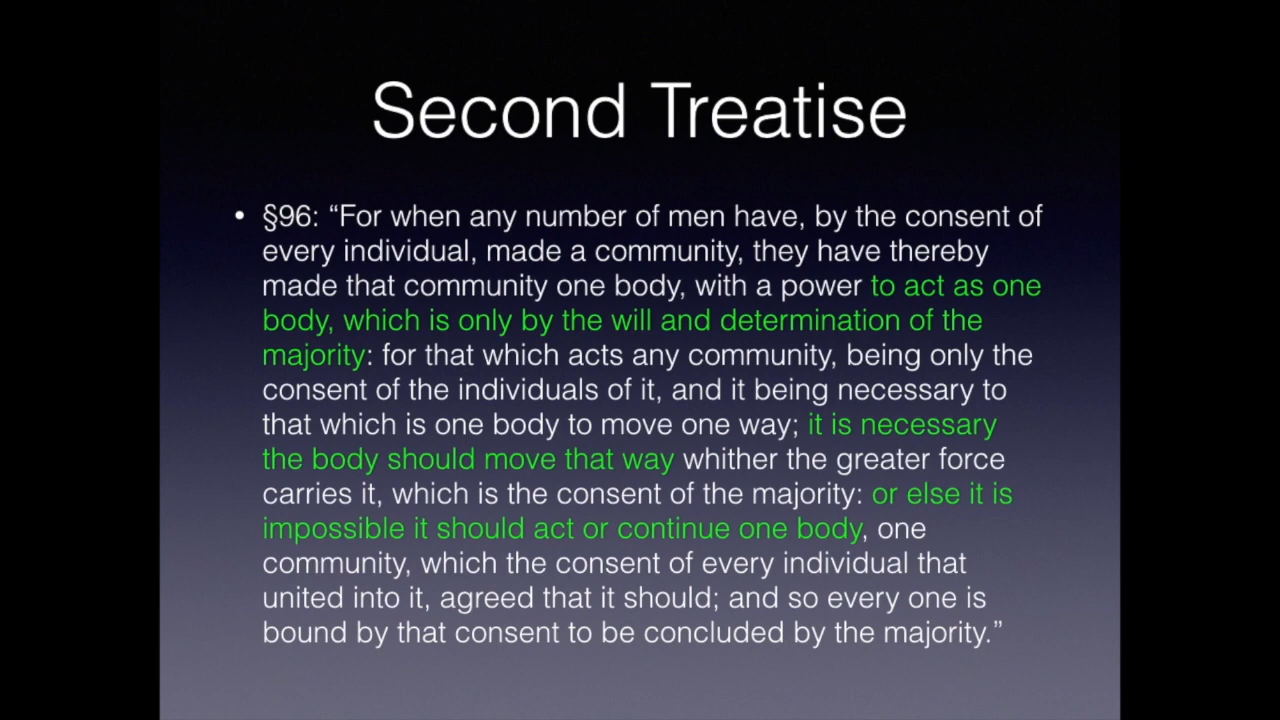 Second Treatise
• §96: “For when any number of men have, by the consent of
every individual, made a community, they have thereby
made that community one body, with a power to act as one
body, which is only by the will and determination of the
majority: for that which acts any community, being only the
consent of the individuals of it, and it being necessary to
that which is one body to move one way; it is necessary
the body should move that way whither the greater force
carries it, which is the consent of the majority: or else it is
impossible it should act or continue one body, one
community, which the consent of every individual that
united into it, agreed that it should; and so every one is
bound by that consent to be concluded by the majority.”